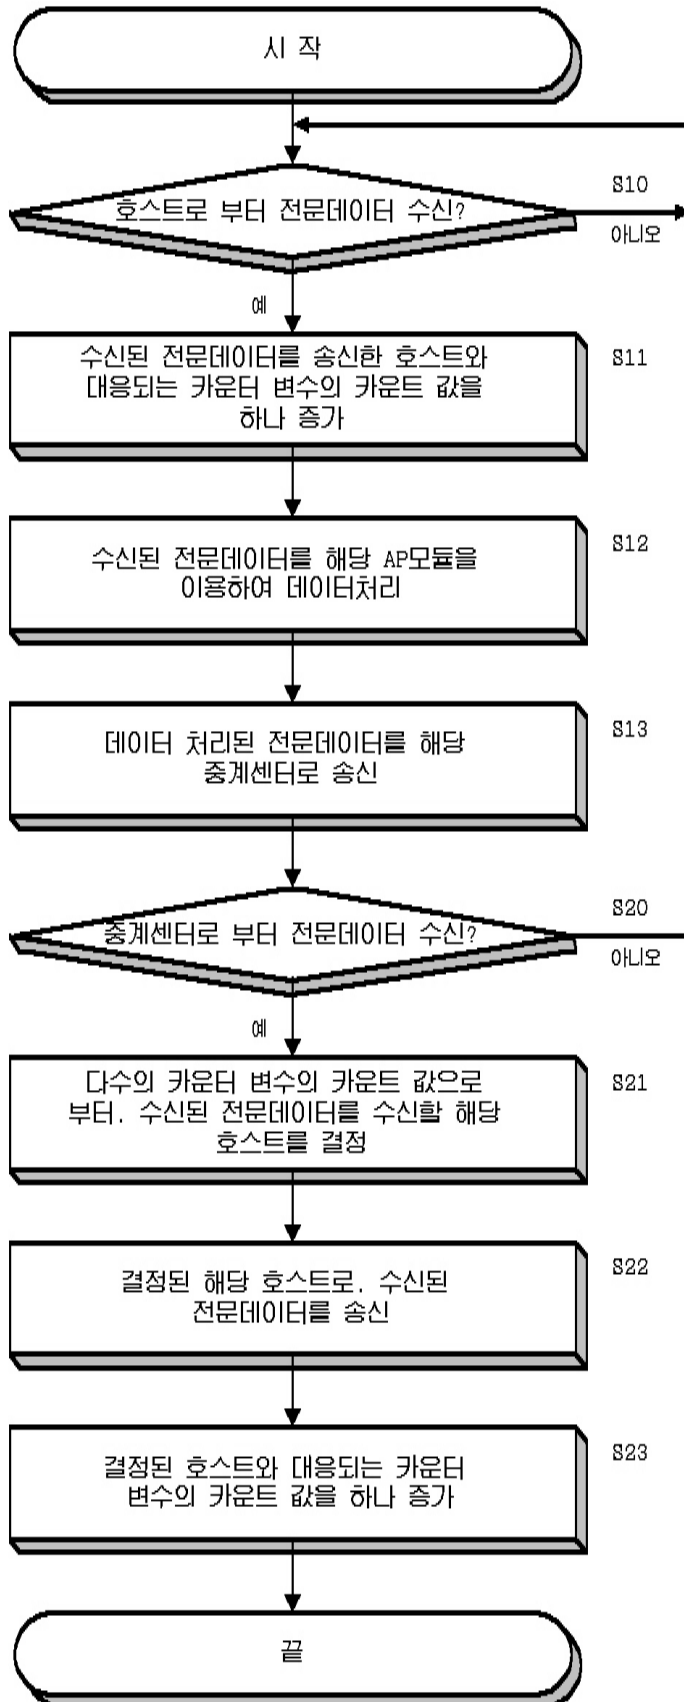 시 작
호스트로 부터 전문데이터 수신?
S10
아니오
예
수신된 전문데이터를 송신한 호스트와
대응되는 카운터 변수의 카운트 값을
하나 증가
S11
수신된 전문데이터를 해당 AP모듈을
이용하여 데이터처리
S12
데이터 처리된 전문데이터를 해당
중계센터로 송신
S13
중계센터로 부터 전문데이터 수신?
S20
아니오
예
다수의 카운터 변수의 카운트 값으로
부터. 수신된 전문데이터를 수신할 해당
호스트를 결정
S21
결정된 해당 호스트로. 수신된
전문데이터를 송신
S22
결정된 호스트와 대응되는 카운터
변수의 카운트 값을 하나 증가
S23
끝